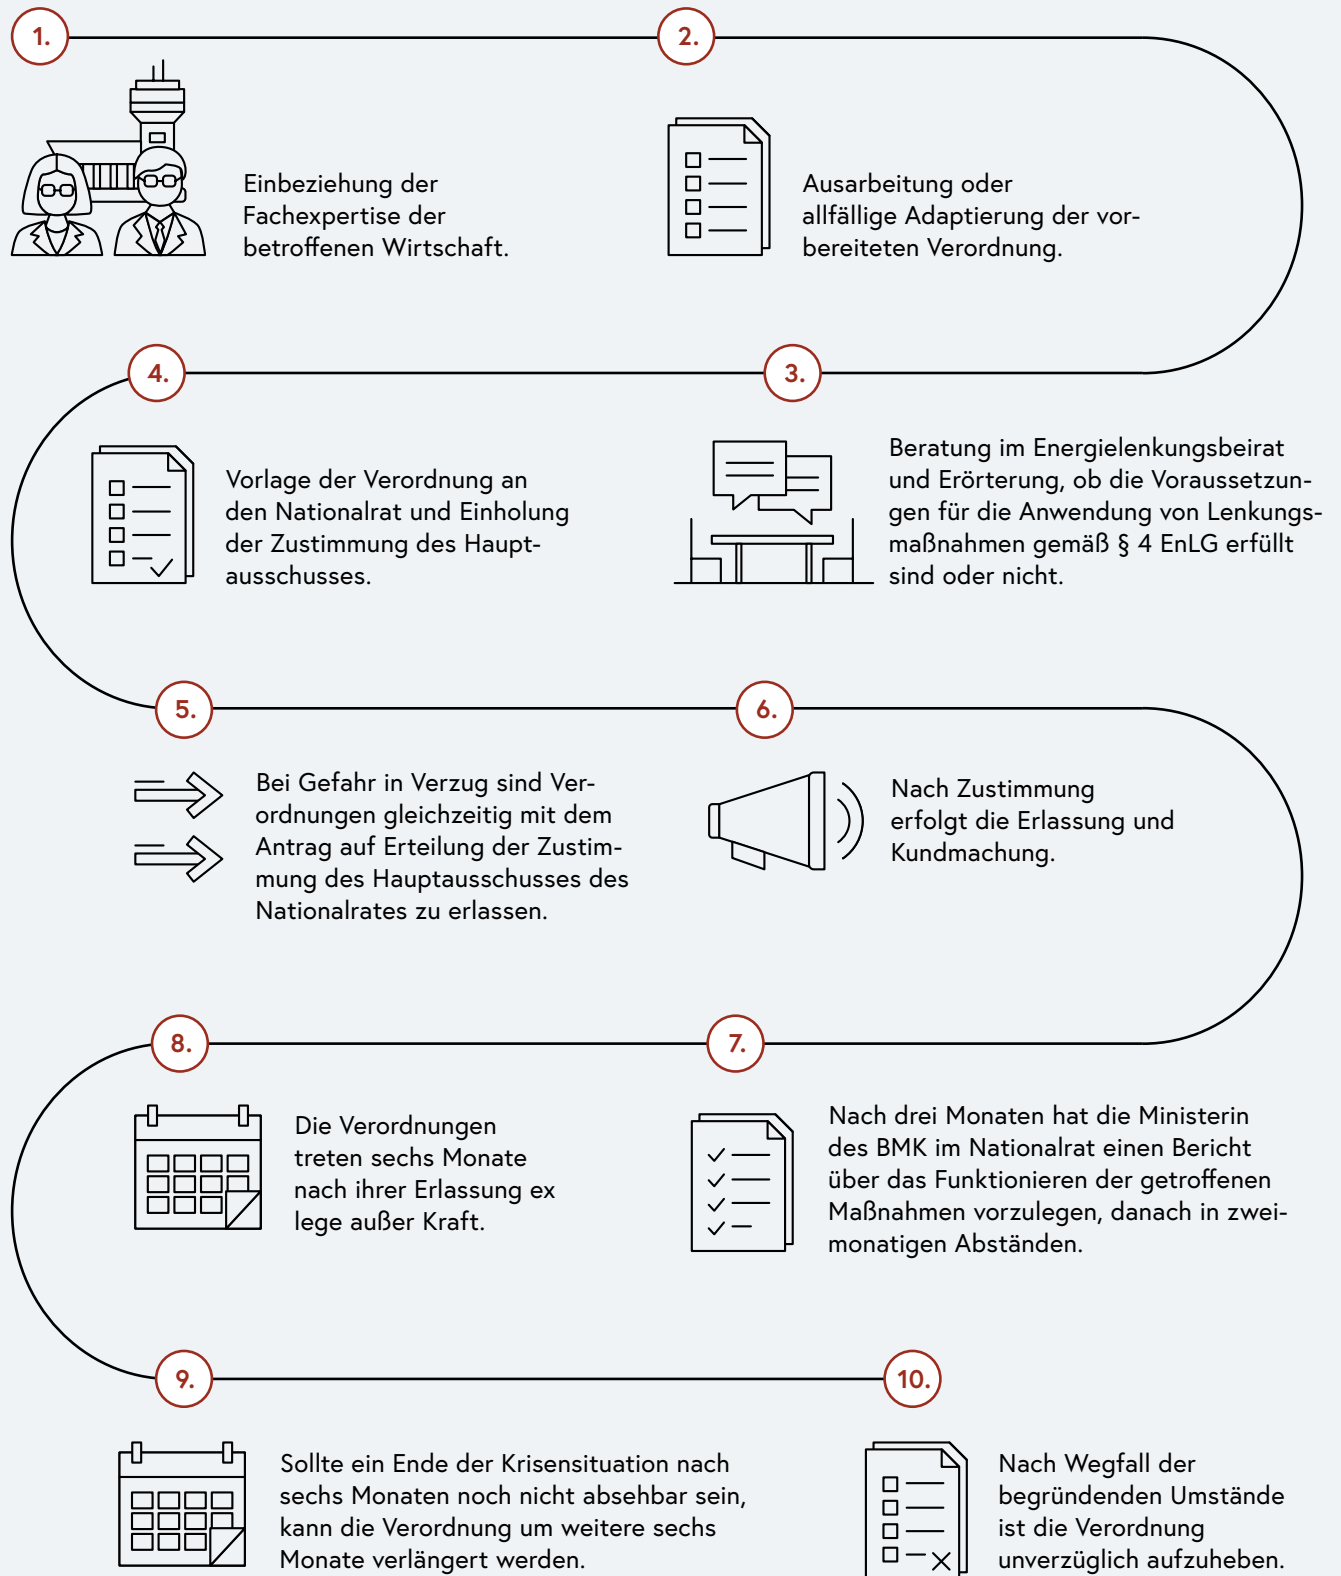 1.
Einbeziehung der
Fachexpertise der
betroffenen Wirtschaft.
2.
Ausarbeitung oder
allfällige Adaptierung der vor-
bereiteten Verordnung.
3.
Beratung im Energielenkungsbeirat
und Erörterung, ob die Voraussetzun-
gen für die Anwendung von Lenkungs-
maßnahmen gemäß § 4 EnLG erfüllt
sind oder nicht.
4.
Vorlage der Verordnung an
den Nationalrat und Einholung
der Zustimmung des Haupt-
ausschusses.
5.
Bei Gefahr in Verzug sind Ver-
ordnungen gleichzeitig mit dem
Antrag auf Erteilung der Zustim-
mung des Hauptausschusses des
Nationalrates zu erlassen.
6.
Nach Zustimmung
erfolgt die Erlassung und
Kundmachung.
7.
Nach drei Monaten hat die Ministerin
des BMK im Nationalrat einen Bericht
über das Funktionieren der getroffenen
Maßnahmen vorzulegen, danach in zwei-
monatigen Abständen.
8.
Die Verordnungen
treten sechs Monate
nach ihrer Erlassung ex
lege außer Kraft.
9.
Sollte ein Ende der Krisensituation nach
sechs Monaten noch nicht absehbar sein,
kann die Verordnung um weitere sechs
Monate verlängert werden.
10.
Nach Wegfall der
begründenden Umstände
ist die Verordnung
unverzüglich aufzuheben.